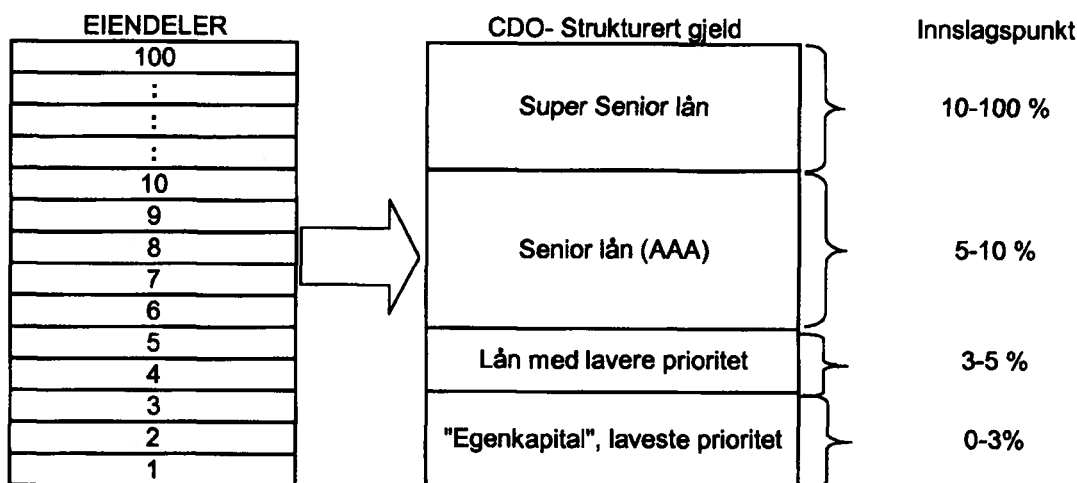 EIENDELER
100
:
:
:
10
9
8
7
6
5
4
3
2
1
CDO- Strukturert gjeld
Super Senior lån
Senior lån (AAA)
Lån med lavere prioritet
"Egenkapital", laveste prioritet
Innslagspunkt
10-100 %
5-10 %
3-5 %
0-3%